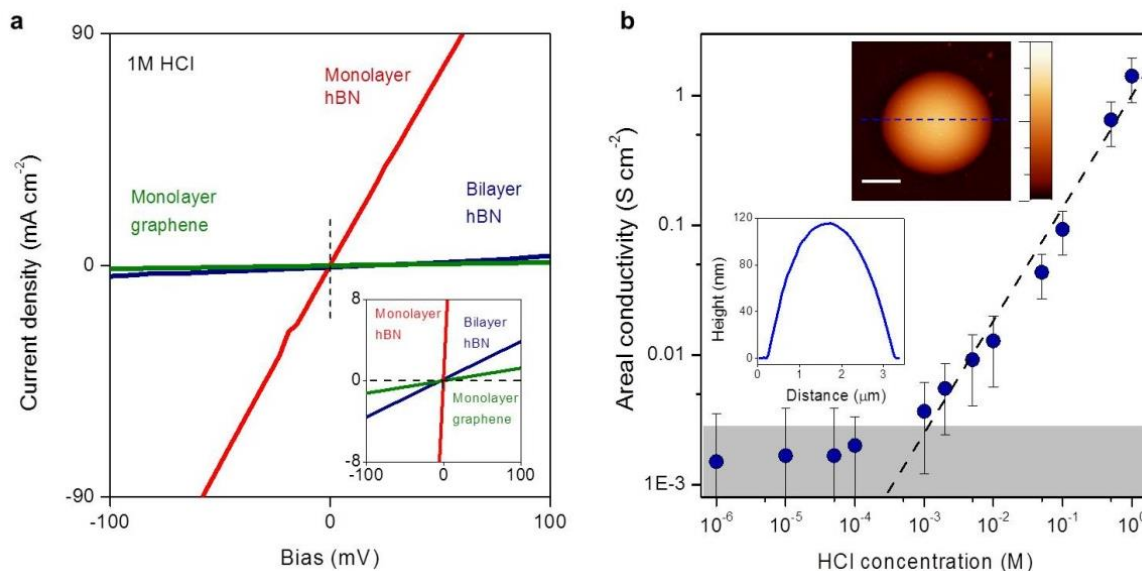 a
90
1M HCl
Monolayer
hBN
Monolayer
graphene
Bilayer
hBN
Current density (mA cm⁻²)
0
8
Monolayer
hBN
Bilayer
hBN
0
Monolayer
graphene
-8
-100
0
100
-90
-100
0
100
Bias (mV)
b
1
0.1
0.01
1E-3
Areal conductivity (S cm⁻²)
120
80
40
0
Height (nm)
0
1
2
3
Distance (μm)
10⁻⁶
10⁻⁵
10⁻⁴
10⁻³
10⁻²
10⁻¹
10⁰
HCl concentration (M)